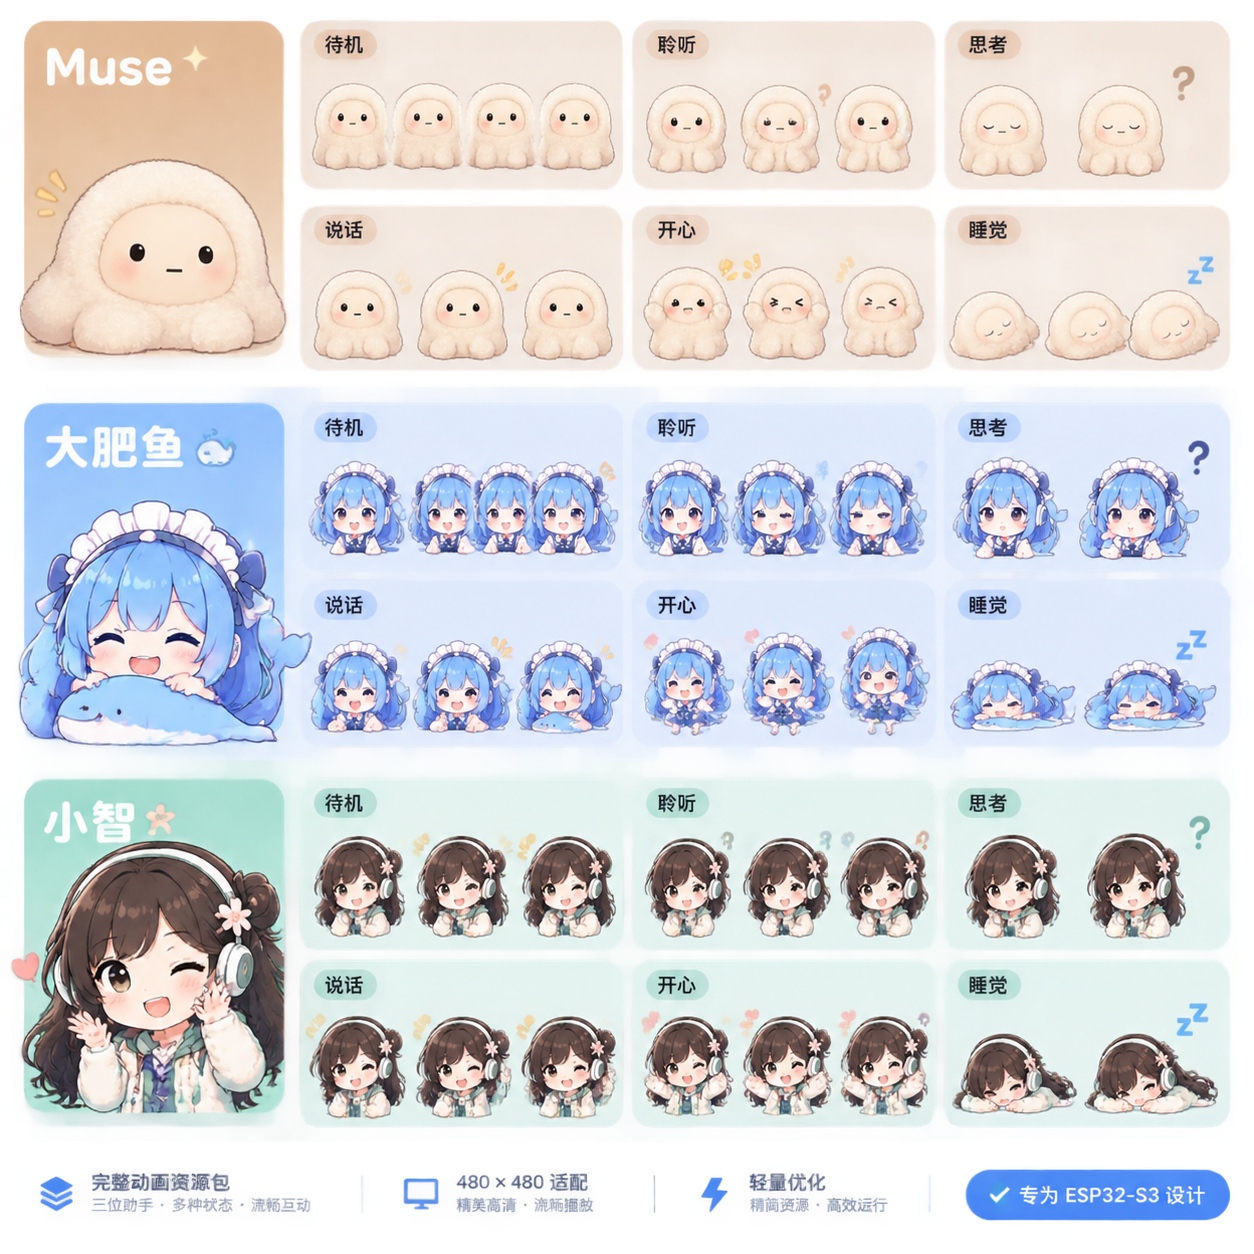 Muse
待机
聆听
思考
?
?
说话
开心
睡觉
zz
大肥鱼
待机
聆听
思考
?
说话
开心
睡觉
zz
小智
待机
聆听
思考
?
?
?
?
说话
开心
睡觉
zz
完整动画资源包
三位助手 · 多种状态 · 流畅互动
480 × 480 适配
精美高清 ·
轻量优化
精简资源 · 高效运行
专为 ESP32-S3 设计